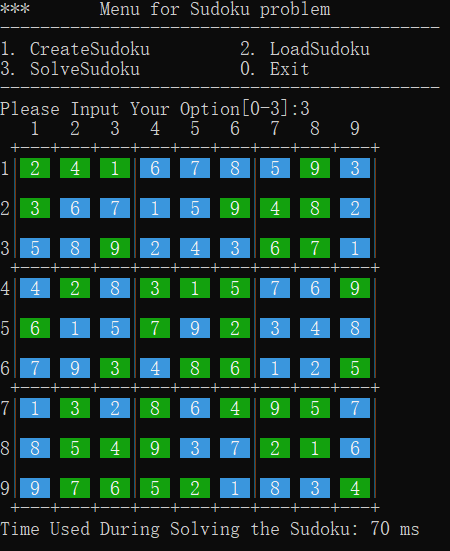 ***       Menu for Sudoku problem
--------------------------------------------
1. CreateSudoku         2. LoadSudoku
3. SolveSudoku          0. Exit
--------------------------------------------
Please Input Your Option[0-3]:3
   1   2   3   4   5   6   7   8   9
 +---+---+---+---+---+---+---+---+---+
1| 2   4   1 | 6   7   8 | 5   9   3 |
2| 3   6   7 | 1   5   9 | 4   8   2 |
3| 5   8   9 | 2   4   3 | 6   7   1 |
 +---+---+---+---+---+---+---+---+---+
4| 4   2   8 | 3   1   5 | 7   6   9 |
5| 6   1   5 | 7   9   2 | 3   4   8 |
6| 7   9   3 | 4   8   6 | 1   2   5 |
 +---+---+---+---+---+---+---+---+---+
7| 1   3   2 | 8   6   4 | 9   5   7 |
8| 8   5   4 | 9   3   7 | 2   1   6 |
9| 9   7   6 | 5   2   1 | 8   3   4 |
 +---+---+---+---+---+---+---+---+---+
Time Used During Solving the Sudoku: 70 ms